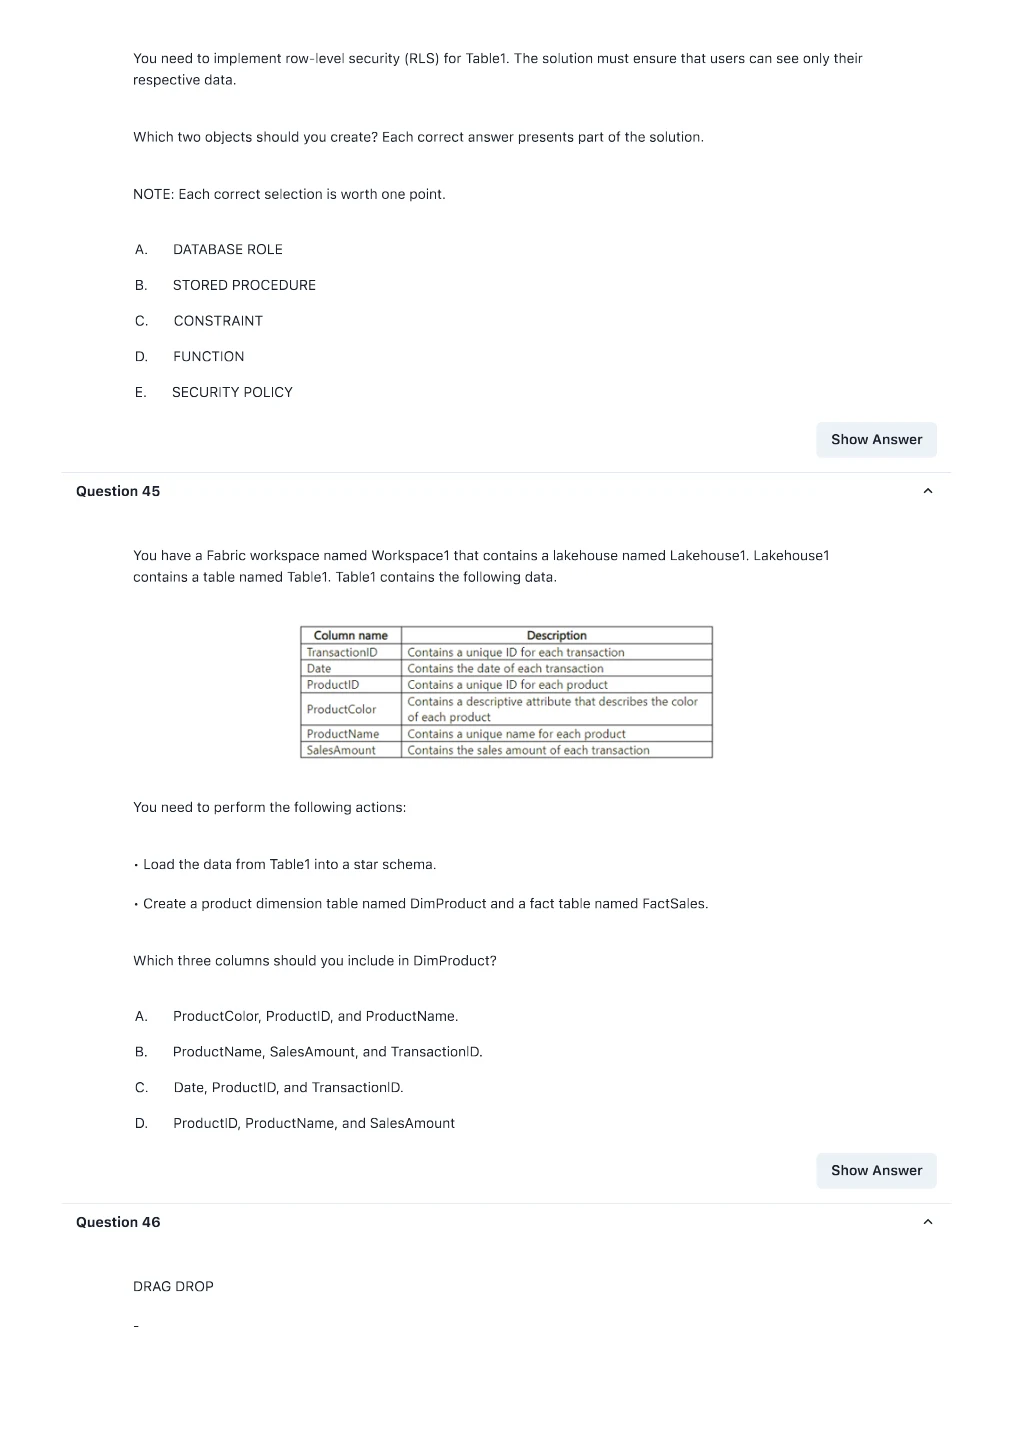 You need to implement row-level security (RLS) for Table1. The solution must ensure that users can see only their
respective data.
Which two objects should you create? Each correct answer presents part of the solution.
NOTE: Each correct selection is worth one point.
A. DATABASE ROLE
B. STORED PROCEDURE
C. CONSTRAINT
D. FUNCTION
E. SECURITY POLICY
Show Answer
Question 45
You have a Fabric workspace named Workspace1 that contains a lakehouse named Lakehouse1. Lakehouse1
contains a table named Table1. Table1 contains the following data.
Column name Description
TransactionID Contains a unique ID for each transaction
Date Contains the date of each transaction
ProductID Contains a unique ID for each product
ProductColor Contains a descriptive attribute that describes the color
of each product
ProductName Contains a unique name for each product
SalesAmount Contains the sales amount of each transaction
You need to perform the following actions:
• Load the data from Table1 into a star schema.
• Create a product dimension table named DimProduct and a fact table named FactSales.
Which three columns should you include in DimProduct?
A. ProductColor, ProductID, and ProductName.
B. ProductName, SalesAmount, and TransactionID.
C. Date, ProductID, and TransactionID.
D. ProductID, ProductName, and SalesAmount
Show Answer
Question 46
DRAG DROP
-